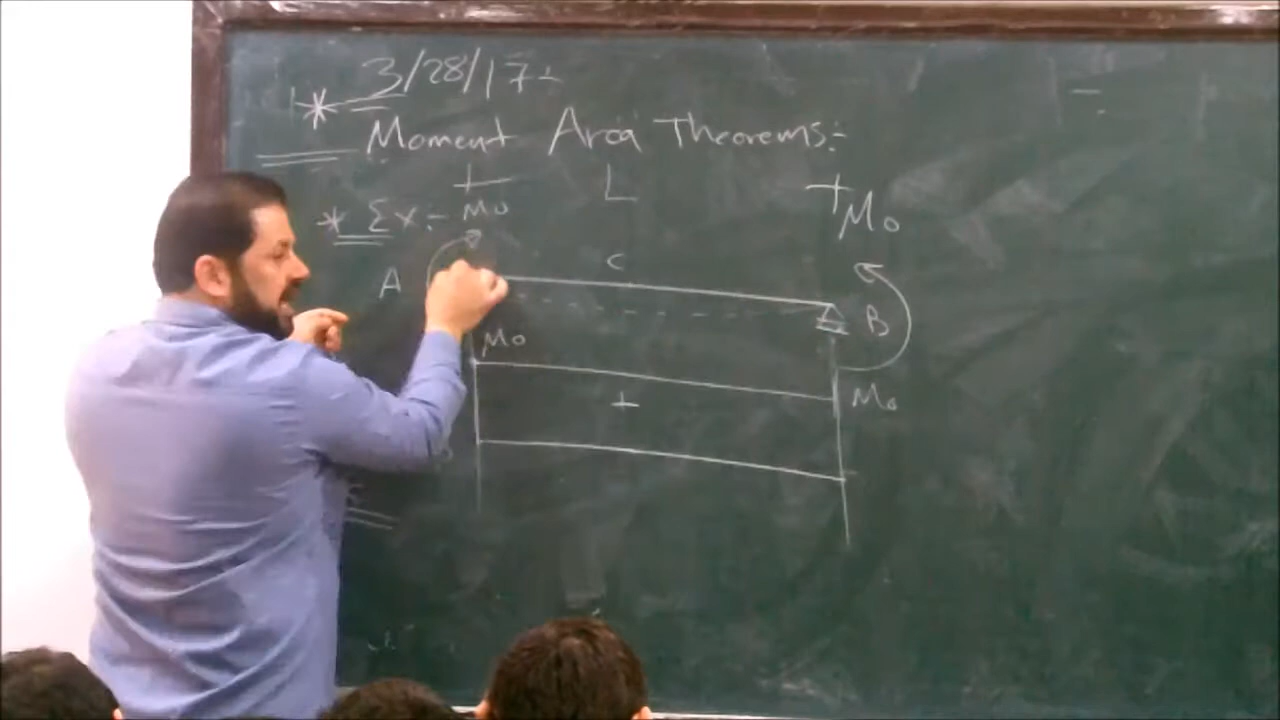 * 3/28/17:-
Moment Area Theorems:-
* Ex:- Mo L Mo
A C B
Mo
+ Mo